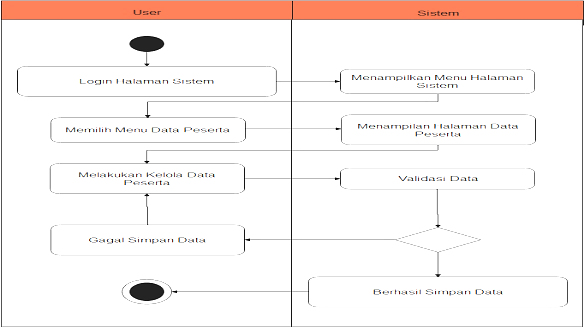 User
Sistem
Login Halaman Sistem
Menampilkan Menu Halaman
Sistem
Memilih Menu Data Peserta
Menampilan Halaman Data
Peserta
Melakukan Kelola Data
Peserta
Validasi Data
Gagal Simpan Data
Berhasil Simpan Data